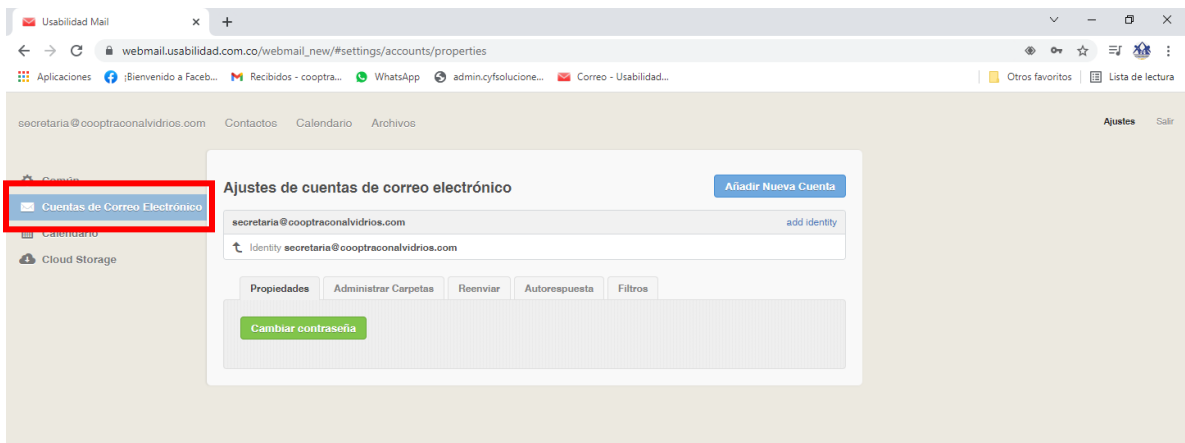 Usabilidad Mail
webmail.usabilidad.com.co/webmail_new/#settings/accounts/properties
Aplicaciones ¡Bienvenido a Faceb... Recibidos - cooptra... WhatsApp admin.cyfsolucione... Correo - Usabilidad... Otros favoritos Lista de lectura
secretaria@cooptraconalvidrios.com Contactos Calendario Archivos Ajustes Salir
Común
Cuentas de Correo Electrónico
Calendario
Cloud Storage
Ajustes de cuentas de correo electrónico Añadir Nueva Cuenta
secretaria@cooptraconalvidrios.com add identity
Identity secretaria@cooptraconalvidrios.com
Propiedades Administrar Carpetas Reenviar Autorespuesta Filtros
Cambiar contraseña